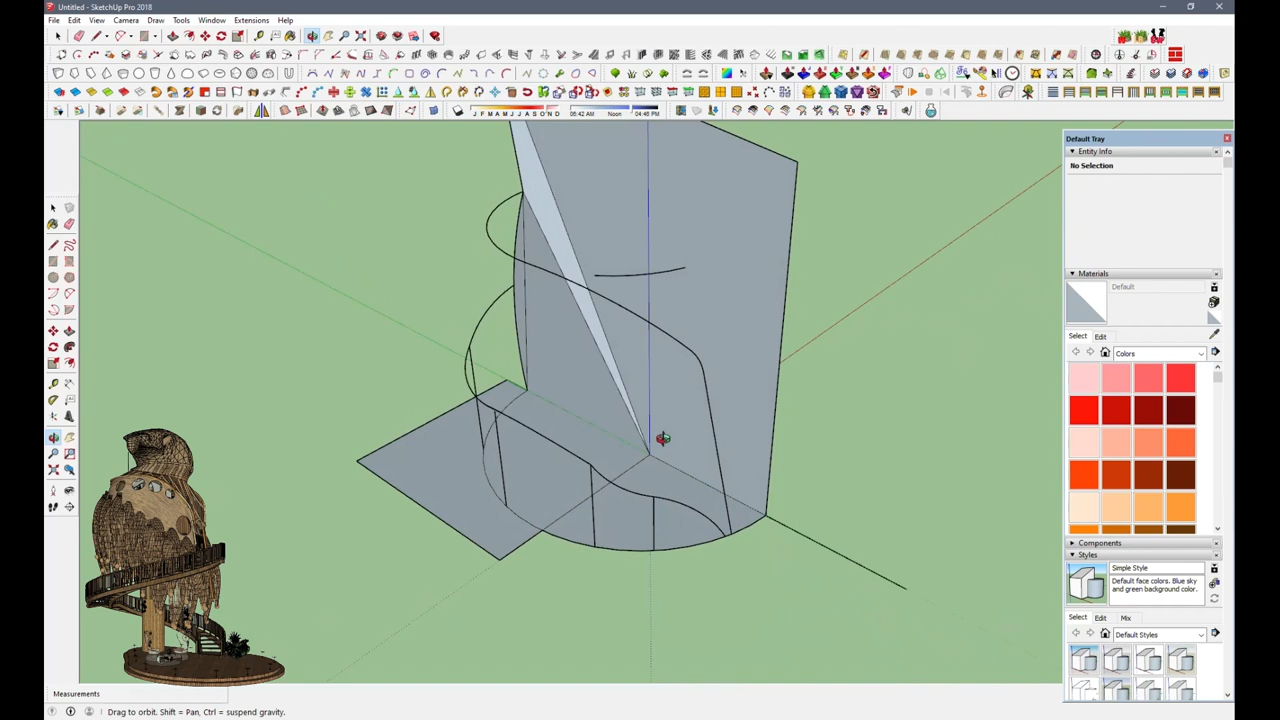 Untitled - SketchUp Pro 2018
File Edit View Camera Draw Tools Window Extensions Help
J F M A M J J A S O N D 06:42 AM Noon 04:46 PM
Default Tray
Entity Info
No Selection
Materials
Default
Select Edit
Colors
Components
Styles
Simple Style
Default face colors. Blue sky
and green background color.
Select Edit Mix
Default Styles
Measurements
Drag to orbit. Shift = Pan, Ctrl = suspend gravity.